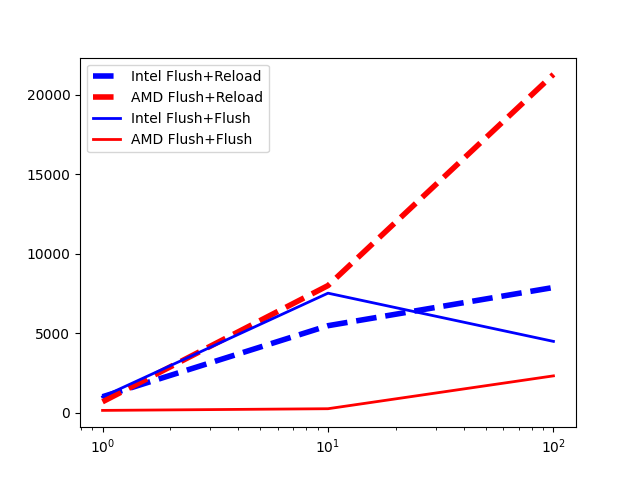 Intel Flush+Reload
AMD Flush+Reload
Intel Flush+Flush
AMD Flush+Flush
20000
15000
10000
5000
0
10⁰ 10¹ 10²